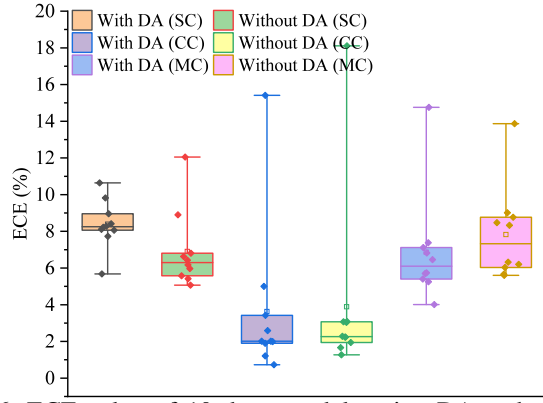 20
With DA (SC) Without DA (SC)
18
With DA (CC) Without DA (CC)
With DA (MC) Without DA (MC)
16
14
12
10
8
6
4
2
0
ECE (%)